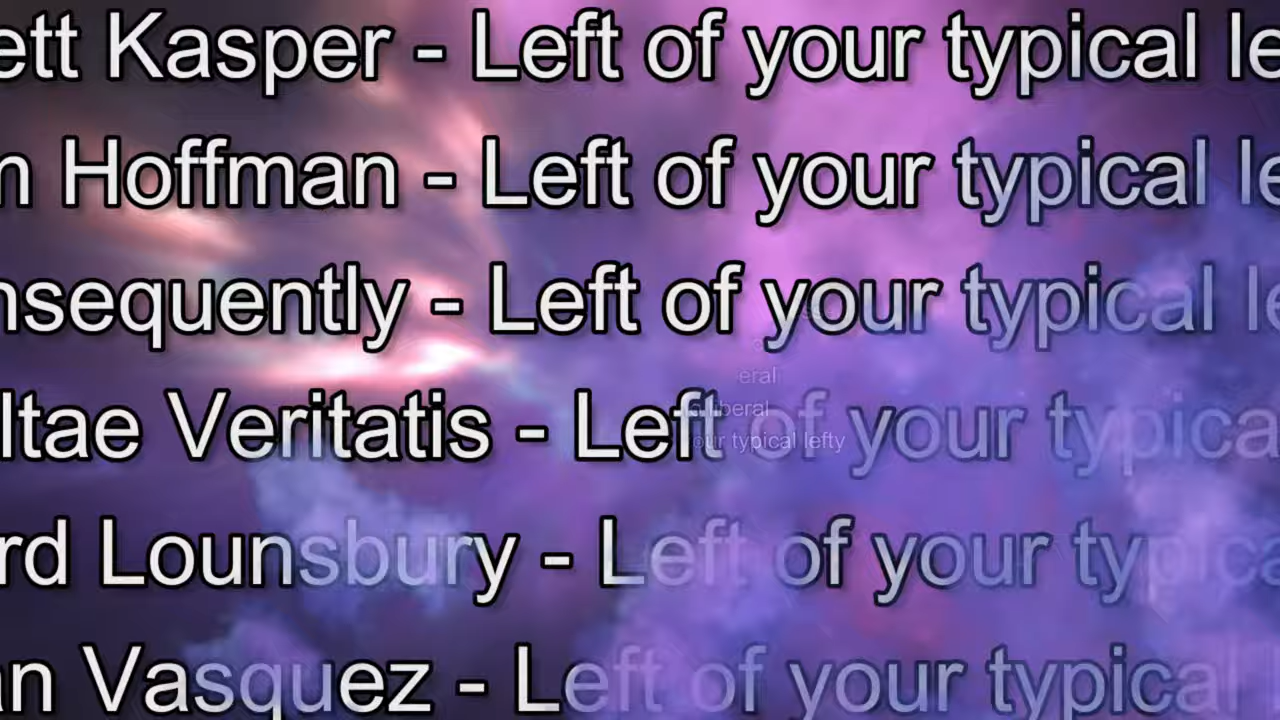 ett Kasper - Left of your typical le
m Hoffman - Left of your typical le
nsequently - Left of your typical le
eral
liberal
ltae Veritatis - Left of your typica
our typical lefty
rd Lounsbury - Left of your typica
an Vasquez - Left of your typical l